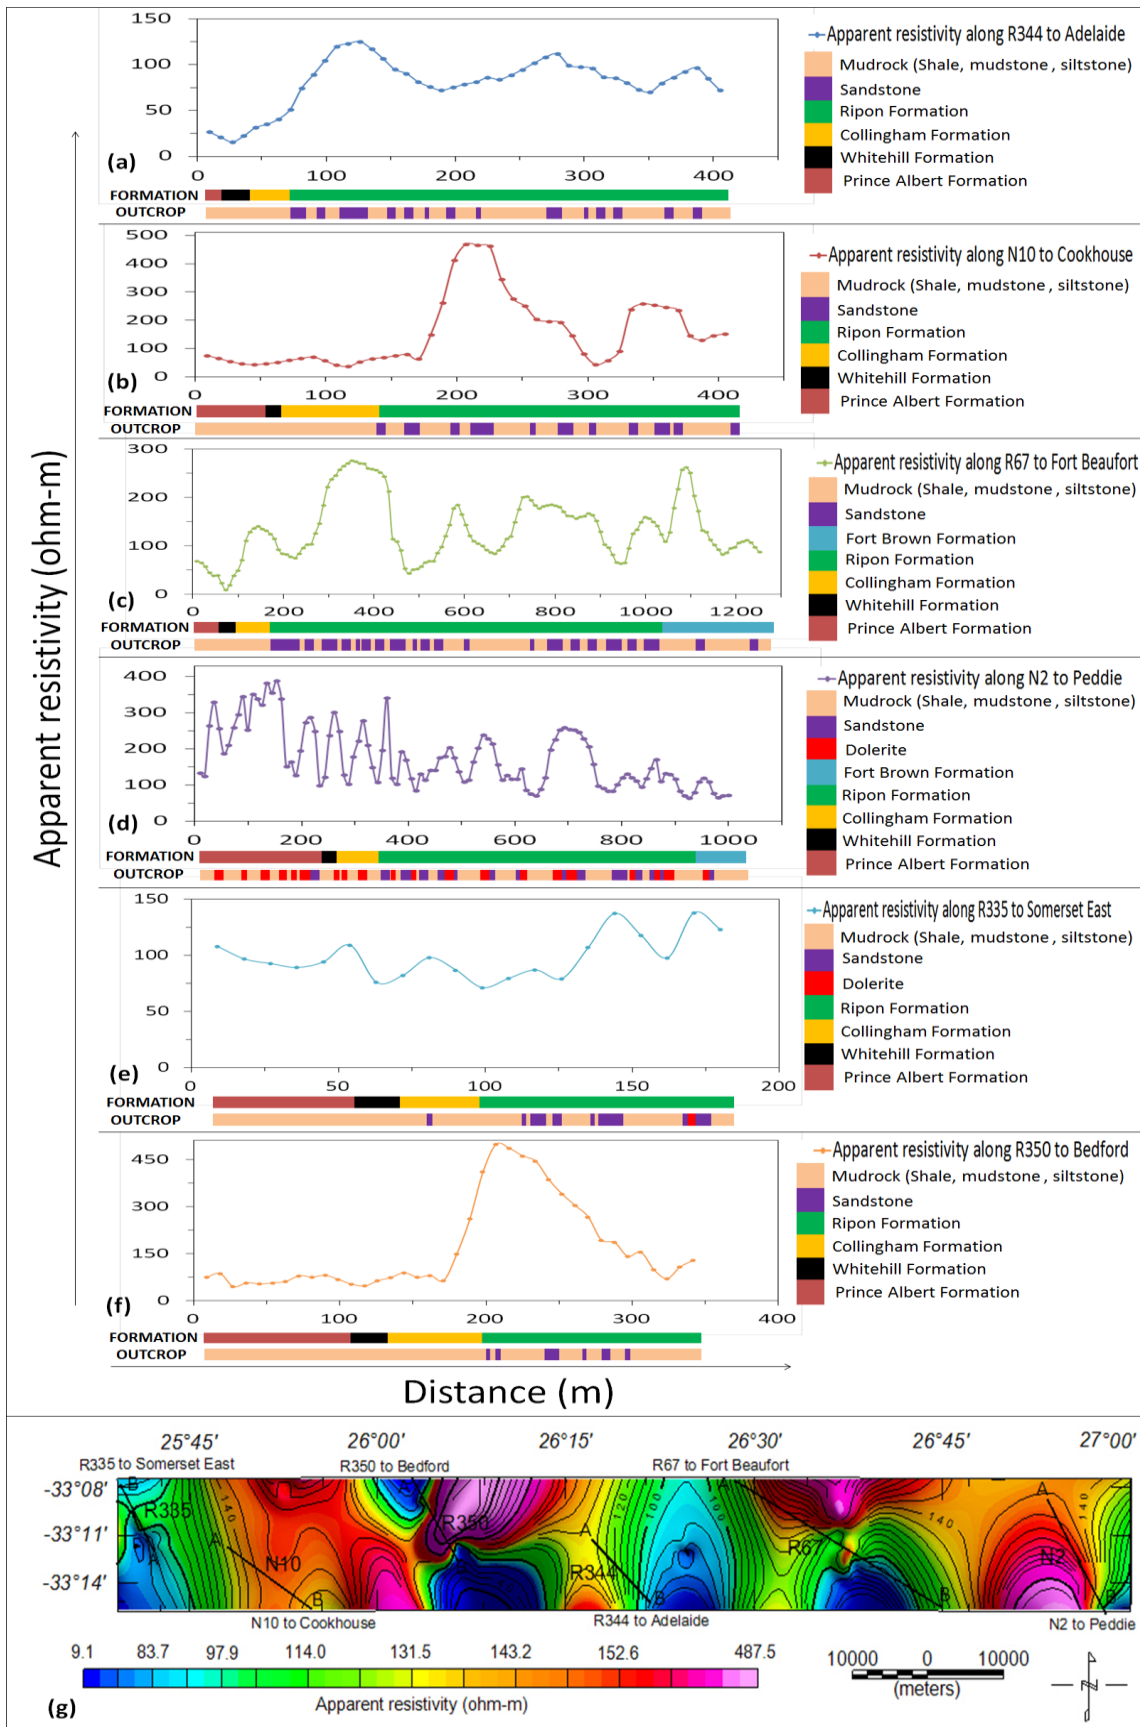 Apparent resistivity (ohm-m)
150
100
50
0
(a)
0 100 200 300 400
FORMATION
OUTCROP
Apparent resistivity along R344 to Adelaide
Mudrock (Shale, mudstone , siltstone)
Sandstone
Ripon Formation
Collingham Formation
Whitehill Formation
Prince Albert Formation
500
400
300
200
100
0
(b)
0 100 200 300 400
FORMATION
OUTCROP
Apparent resistivity along N10 to Cookhouse
Mudrock (Shale, mudstone , siltstone)
Sandstone
Ripon Formation
Collingham Formation
Whitehill Formation
Prince Albert Formation
300
200
100
0
(c)
0 200 400 600 800 1000 1200
FORMATION
OUTCROP
Apparent resistivity along R67 to Fort Beaufort
Mudrock (Shale, mudstone , siltstone)
Sandstone
Fort Brown Formation
Ripon Formation
Collingham Formation
Whitehill Formation
Prince Albert Formation
400
300
200
100
0
(d)
0 200 400 600 800 1000
FORMATION
OUTCROP
Apparent resistivity along N2 to Peddie
Mudrock (Shale, mudstone , siltstone)
Sandstone
Dolerite
Fort Brown Formation
Ripon Formation
Collingham Formation
Whitehill Formation
Prince Albert Formation
150
100
50
0
(e)
0 50 100 150 200
FORMATION
OUTCROP
Apparent resistivity along R335 to Somerset East
Mudrock (Shale, mudstone , siltstone)
Sandstone
Dolerite
Ripon Formation
Collingham Formation
Whitehill Formation
Prince Albert Formation
450
300
150
0
(f)
0 100 200 300 400
FORMATION
OUTCROP
Apparent resistivity along R350 to Bedford
Mudrock (Shale, mudstone , siltstone)
Sandstone
Ripon Formation
Collingham Formation
Whitehill Formation
Prince Albert Formation
Distance (m)
25°45' 26°00' 26°15' 26°30' 26°45' 27°00'
R335 to Somerset East R350 to Bedford R67 to Fort Beaufort
-33°08'
-33°11'
-33°14'
B A A A
R335 140 R350 A 120 100 140 140 N2
A A N10 B B R344 B R67 B B
N10 to Cookhouse R344 to Adelaide N2 to Peddie
9.1 83.7 97.9 114.0 131.5 143.2 152.6 487.5
Apparent resistivity (ohm-m)
10000 0 10000
(meters)
N
(g)